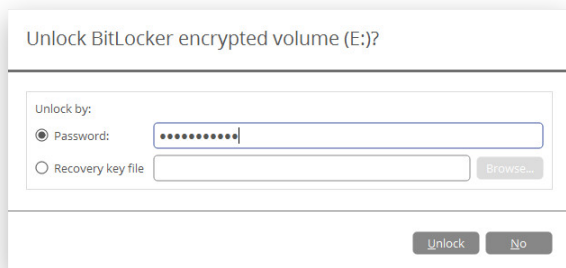 Unlock BitLocker encrypted volume (E:)?
Unlock by:
Password: •••••••••••
Recovery key file Browse...
Unlock No